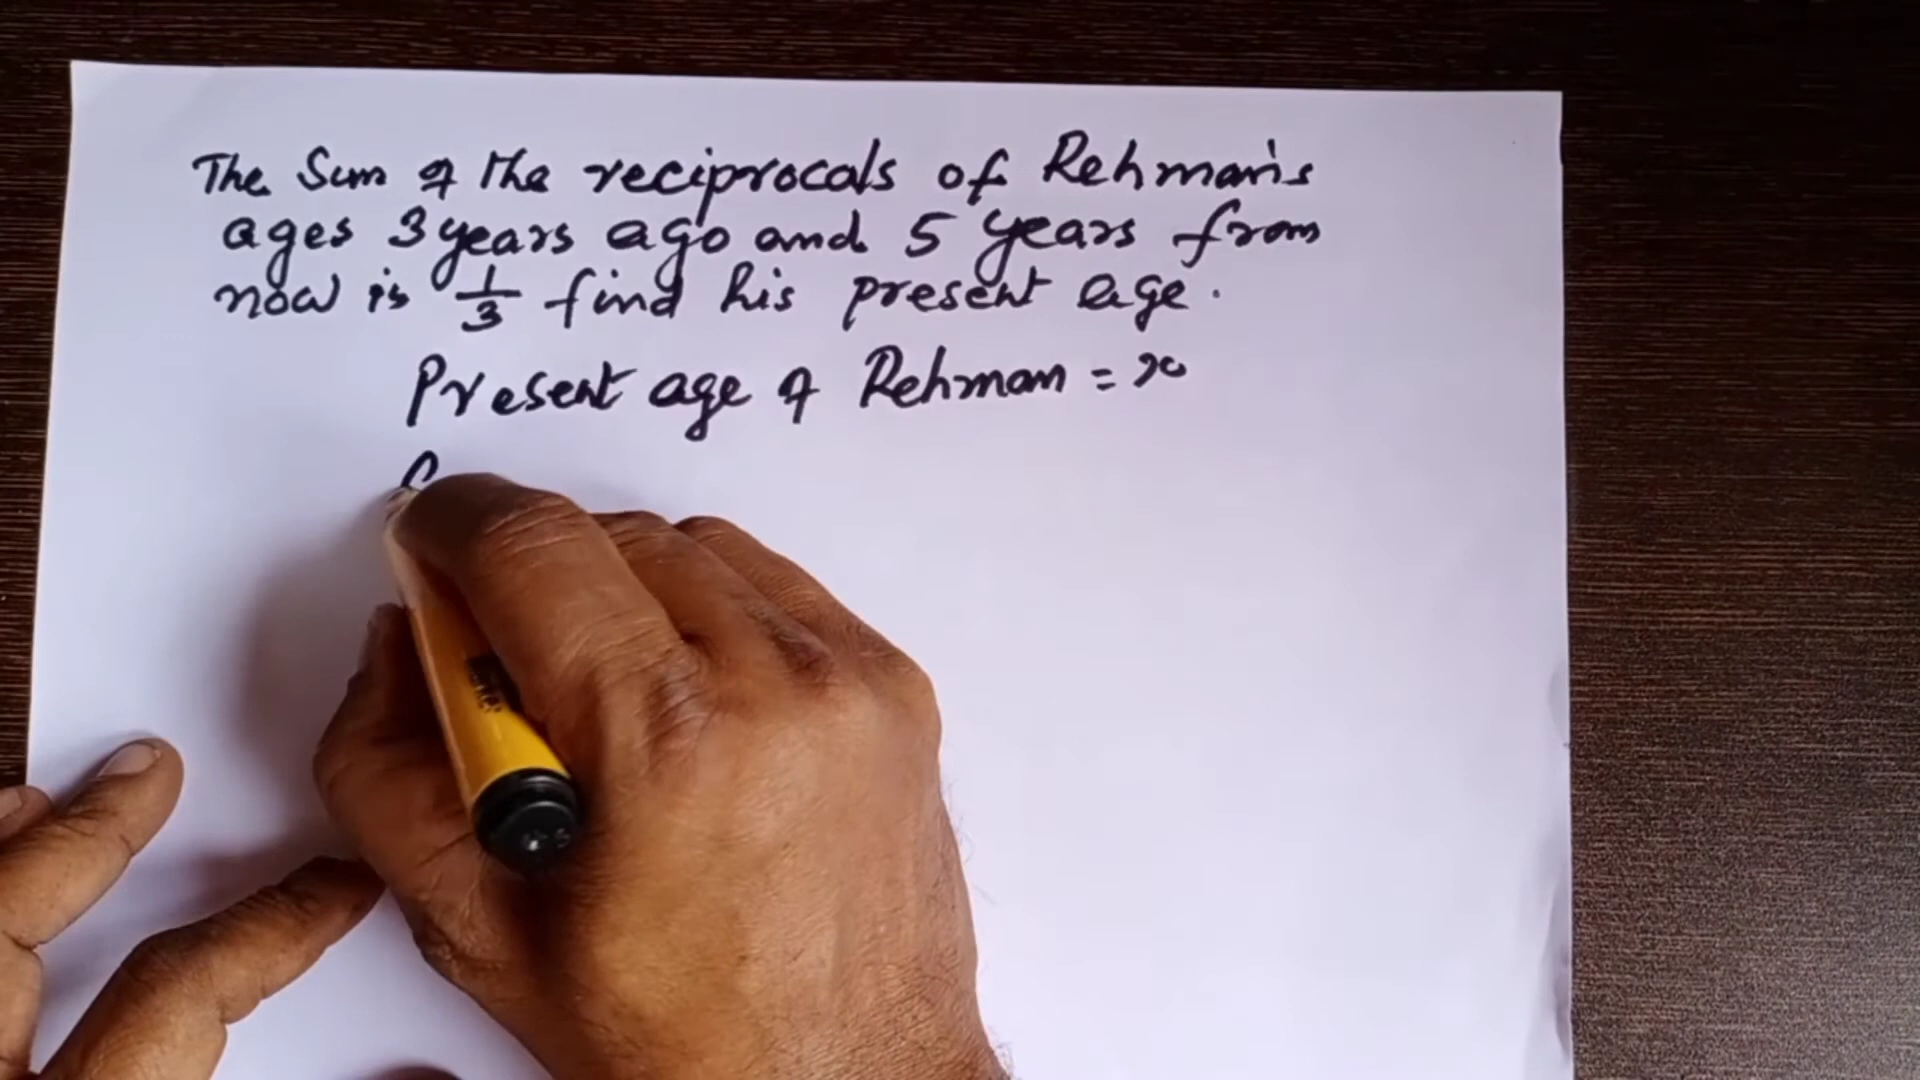 The Sum of the reciprocals of Rehman's
ages 3 years ago and 5 years from
now is 1/3 find his present age.
Present age of Rehman = x